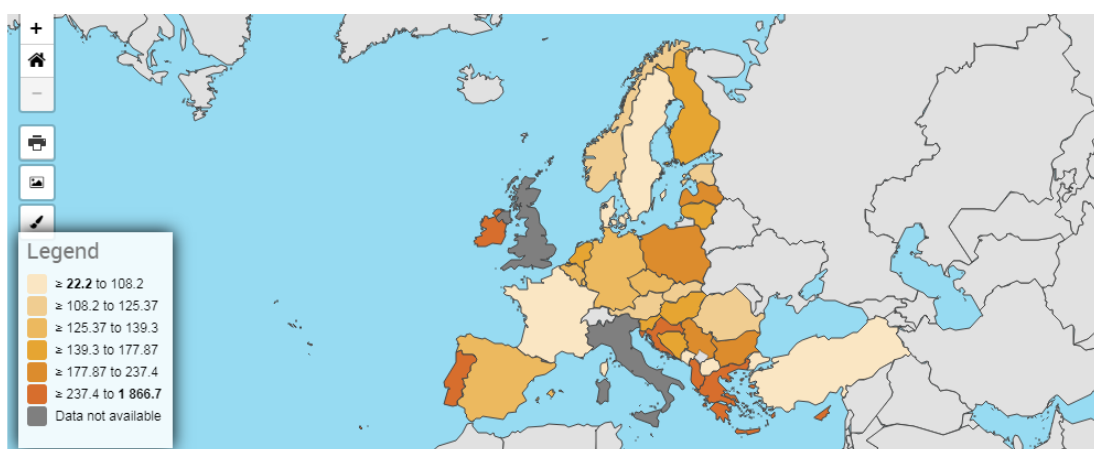 +
−
Legend
≥ 22.2 to 108.2
≥ 108.2 to 125.37
≥ 125.37 to 139.3
≥ 139.3 to 177.87
≥ 177.87 to 237.4
≥ 237.4 to 1 866.7
Data not available